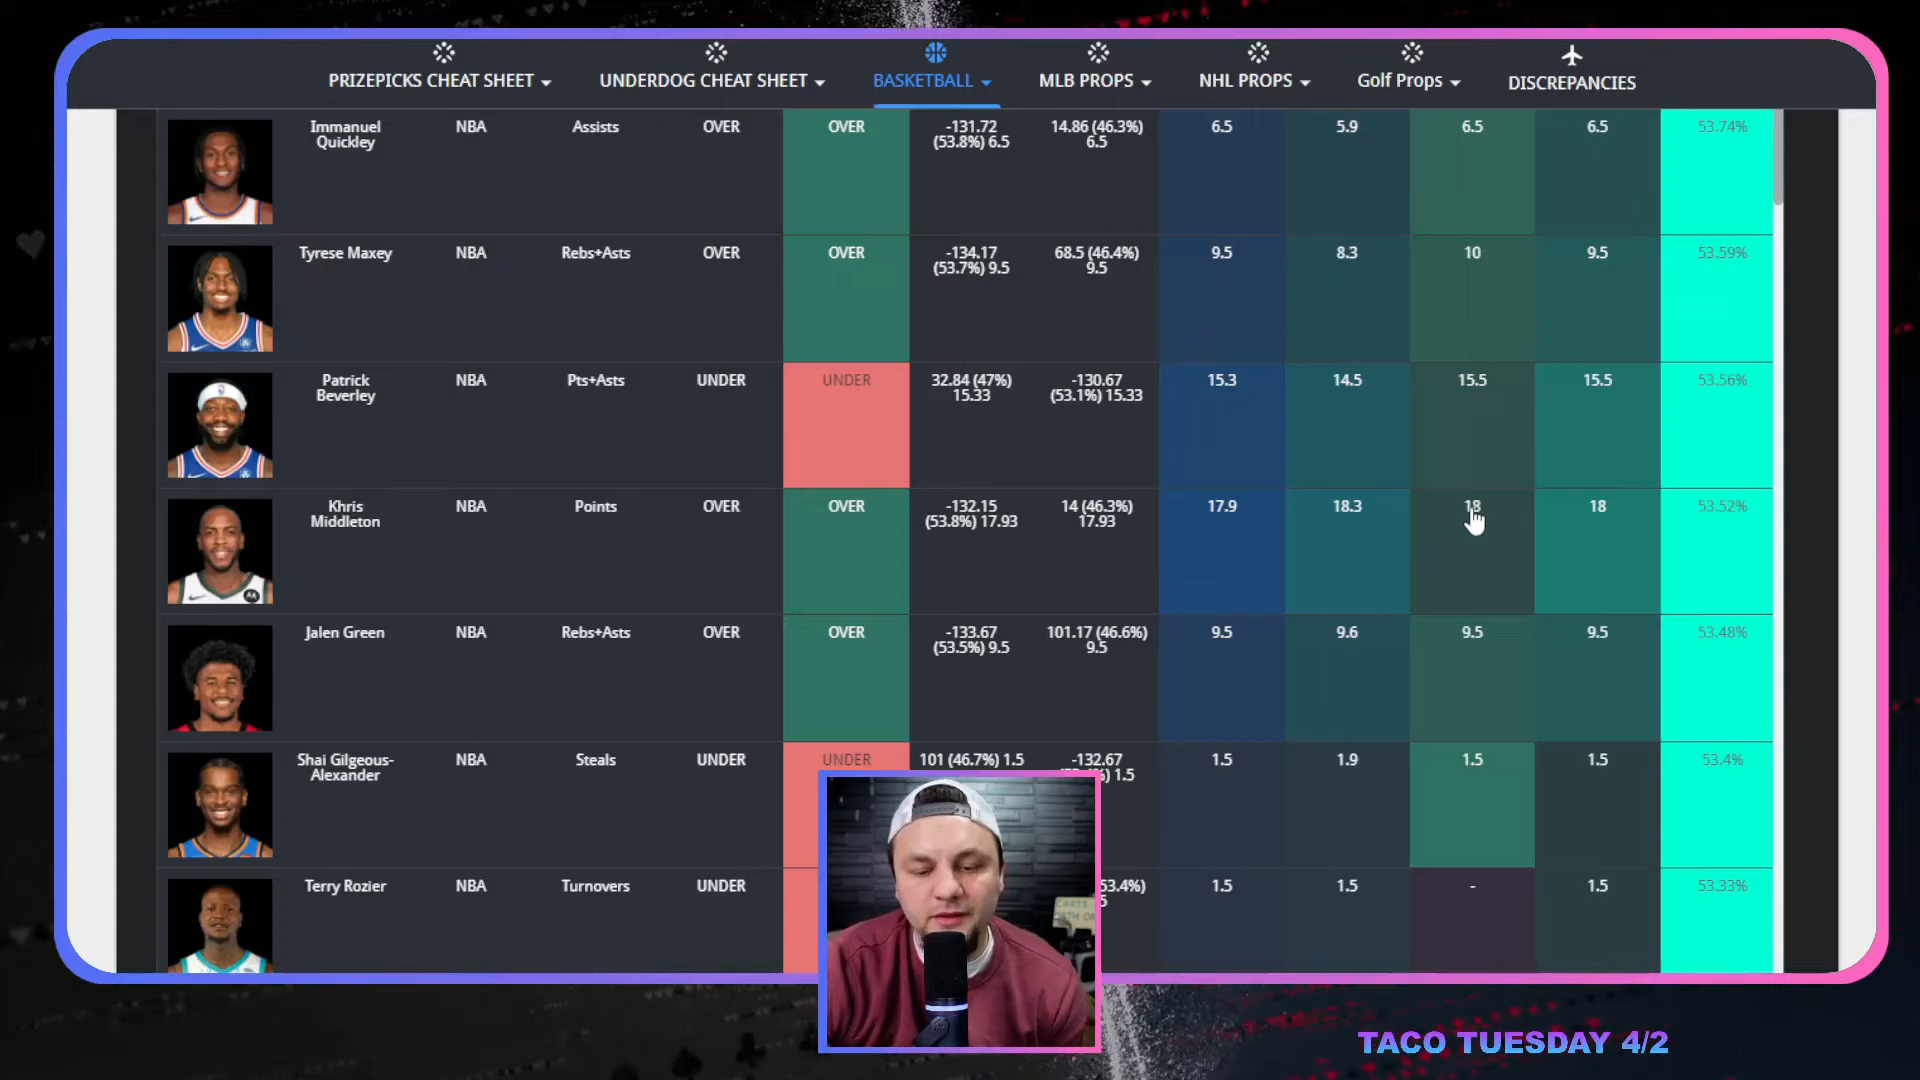 PRIZEPICKS CHEAT SHEET UNDERDOG CHEAT SHEET BASKETBALL MLB PROPS NHL PROPS Golf Props DISCREPANCIES
Immanuel Quickley NBA Assists OVER OVER -131.72 (53.8%) 6.5 14.86 (46.3%) 6.5 6.5 5.9 6.5 6.5 53.74%
Tyrese Maxey NBA Rebs+Asts OVER OVER -134.17 (53.7%) 9.5 68.5 (46.4%) 9.5 9.5 8.3 10 9.5 53.59%
Patrick Beverley NBA Pts+Asts UNDER UNDER 32.84 (47%) 15.33 -130.67 (53.1%) 15.33 15.3 14.5 15.5 15.5 53.56%
Khris Middleton NBA Points OVER OVER -132.15 (53.8%) 17.93 14 (46.3%) 17.93 17.9 18.3 18 18 53.52%
Jalen Green NBA Rebs+Asts OVER OVER -133.67 (53.5%) 9.5 101.17 (46.6%) 9.5 9.5 9.6 9.5 9.5 53.48%
Shai Gilgeous-Alexander NBA Steals UNDER UNDER 101 (46.7%) 1.5 -132.67 1.5 1.5 1.9 1.5 1.5 53.4%
Terry Rozier NBA Turnovers UNDER 53.4%) 1.5 1.5 - 1.5 53.33%
TACO TUESDAY 4/2